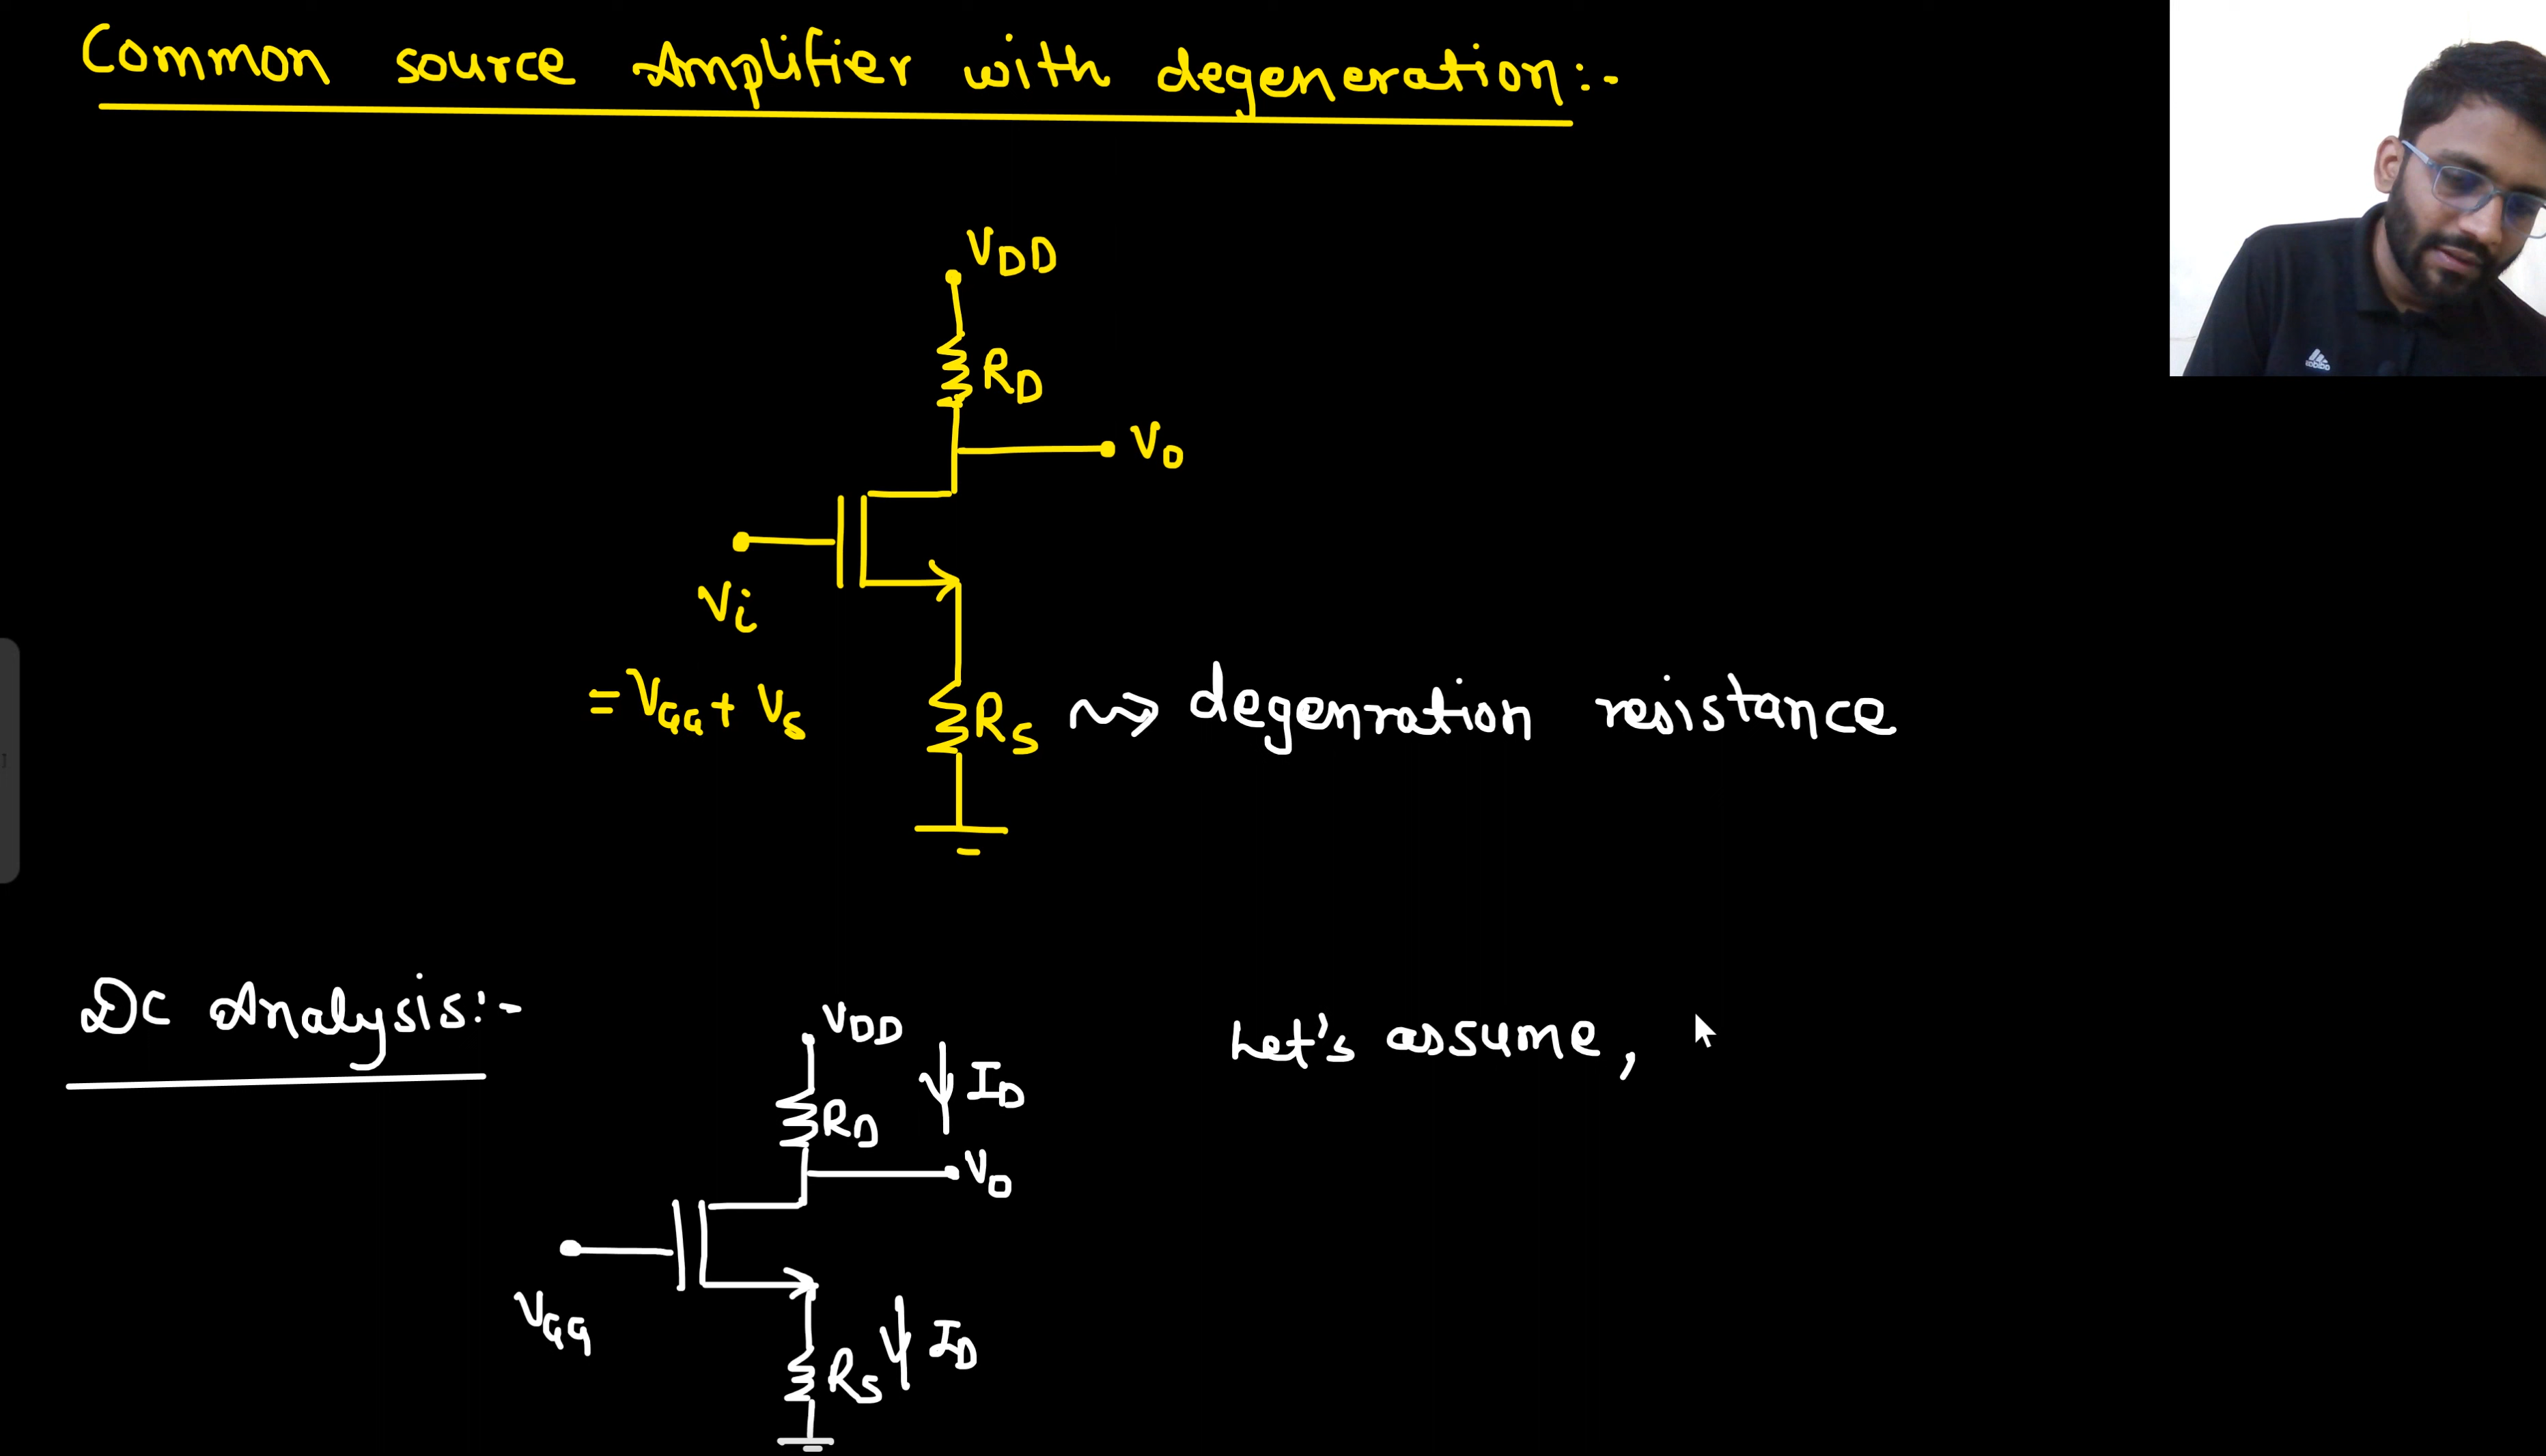 Common source Amplifier with degeneration:-
VDD
RD
Vo
Vi
= VGG + Vs
RS ⇝ degenration resistance
DC Analysis:-
VDD
ID
Let's assume,
RD
Vo
VGG
RS
ID